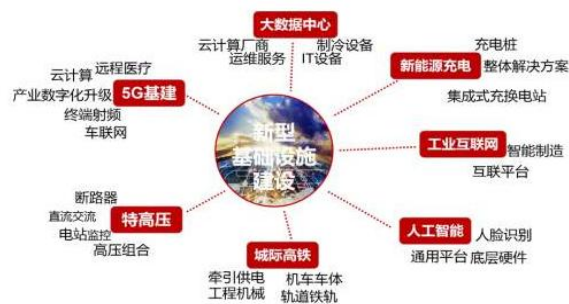 大数据中心
云计算厂商 制冷设备
运维服务 IT设备
新能源充电
充电桩
整体解决方案
集成式充换电站
工业互联网
智能制造
互联平台
人工智能
人脸识别
通用平台 底层硬件
城际高铁
牵引供电 机车车体
工程机械 轨道铁轨
特高压
断路器
直流交流
电站监控
高压组合
5G基建
云计算 远程医疗
产业数字化升级
终端射频
车联网
新型
基础设施
建设